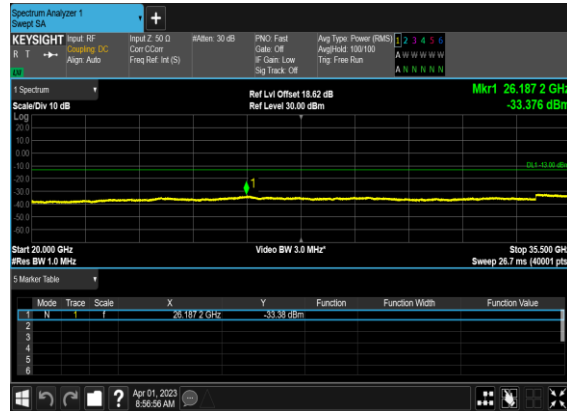 Spectrum Analyzer 1
Swept SA
+
KEYSIGHT Input: RF Input Z: 50 Ω #Atten: 30 dB PNO: Fast Avg Type: Power (RMS) 1 2 3 4 5 6
R T Coupling: DC Corr CCorr Gate: Off Avg|Hold: 100/100 A W W W W W
Align: Auto Freq Ref: Int (S) IF Gain: Low Trig: Free Run
Sig Track: Off A N N N N N
1 Spectrum Ref Lvl Offset 18.62 dB Mkr1 26.187 2 GHz
Scale/Div 10 dB Ref Level 30.00 dBm -33.376 dBm
Log
20.0
10.0
0.00
-10.0
DL1 -13.00 dBm
-20.0
1
-30.0
-40.0
-50.0
-60.0
Start 20.000 GHz Video BW 3.0 MHz* Stop 35.500 GHz
#Res BW 1.0 MHz Sweep 26.7 ms (40001 pts)
5 Marker Table
Mode Trace Scale X Y Function Function Width Function Value
1 N 1 f 26.187 2 GHz -33.38 dBm
2
3
4
5
6
? Apr 01, 2023
8:56:56 AM